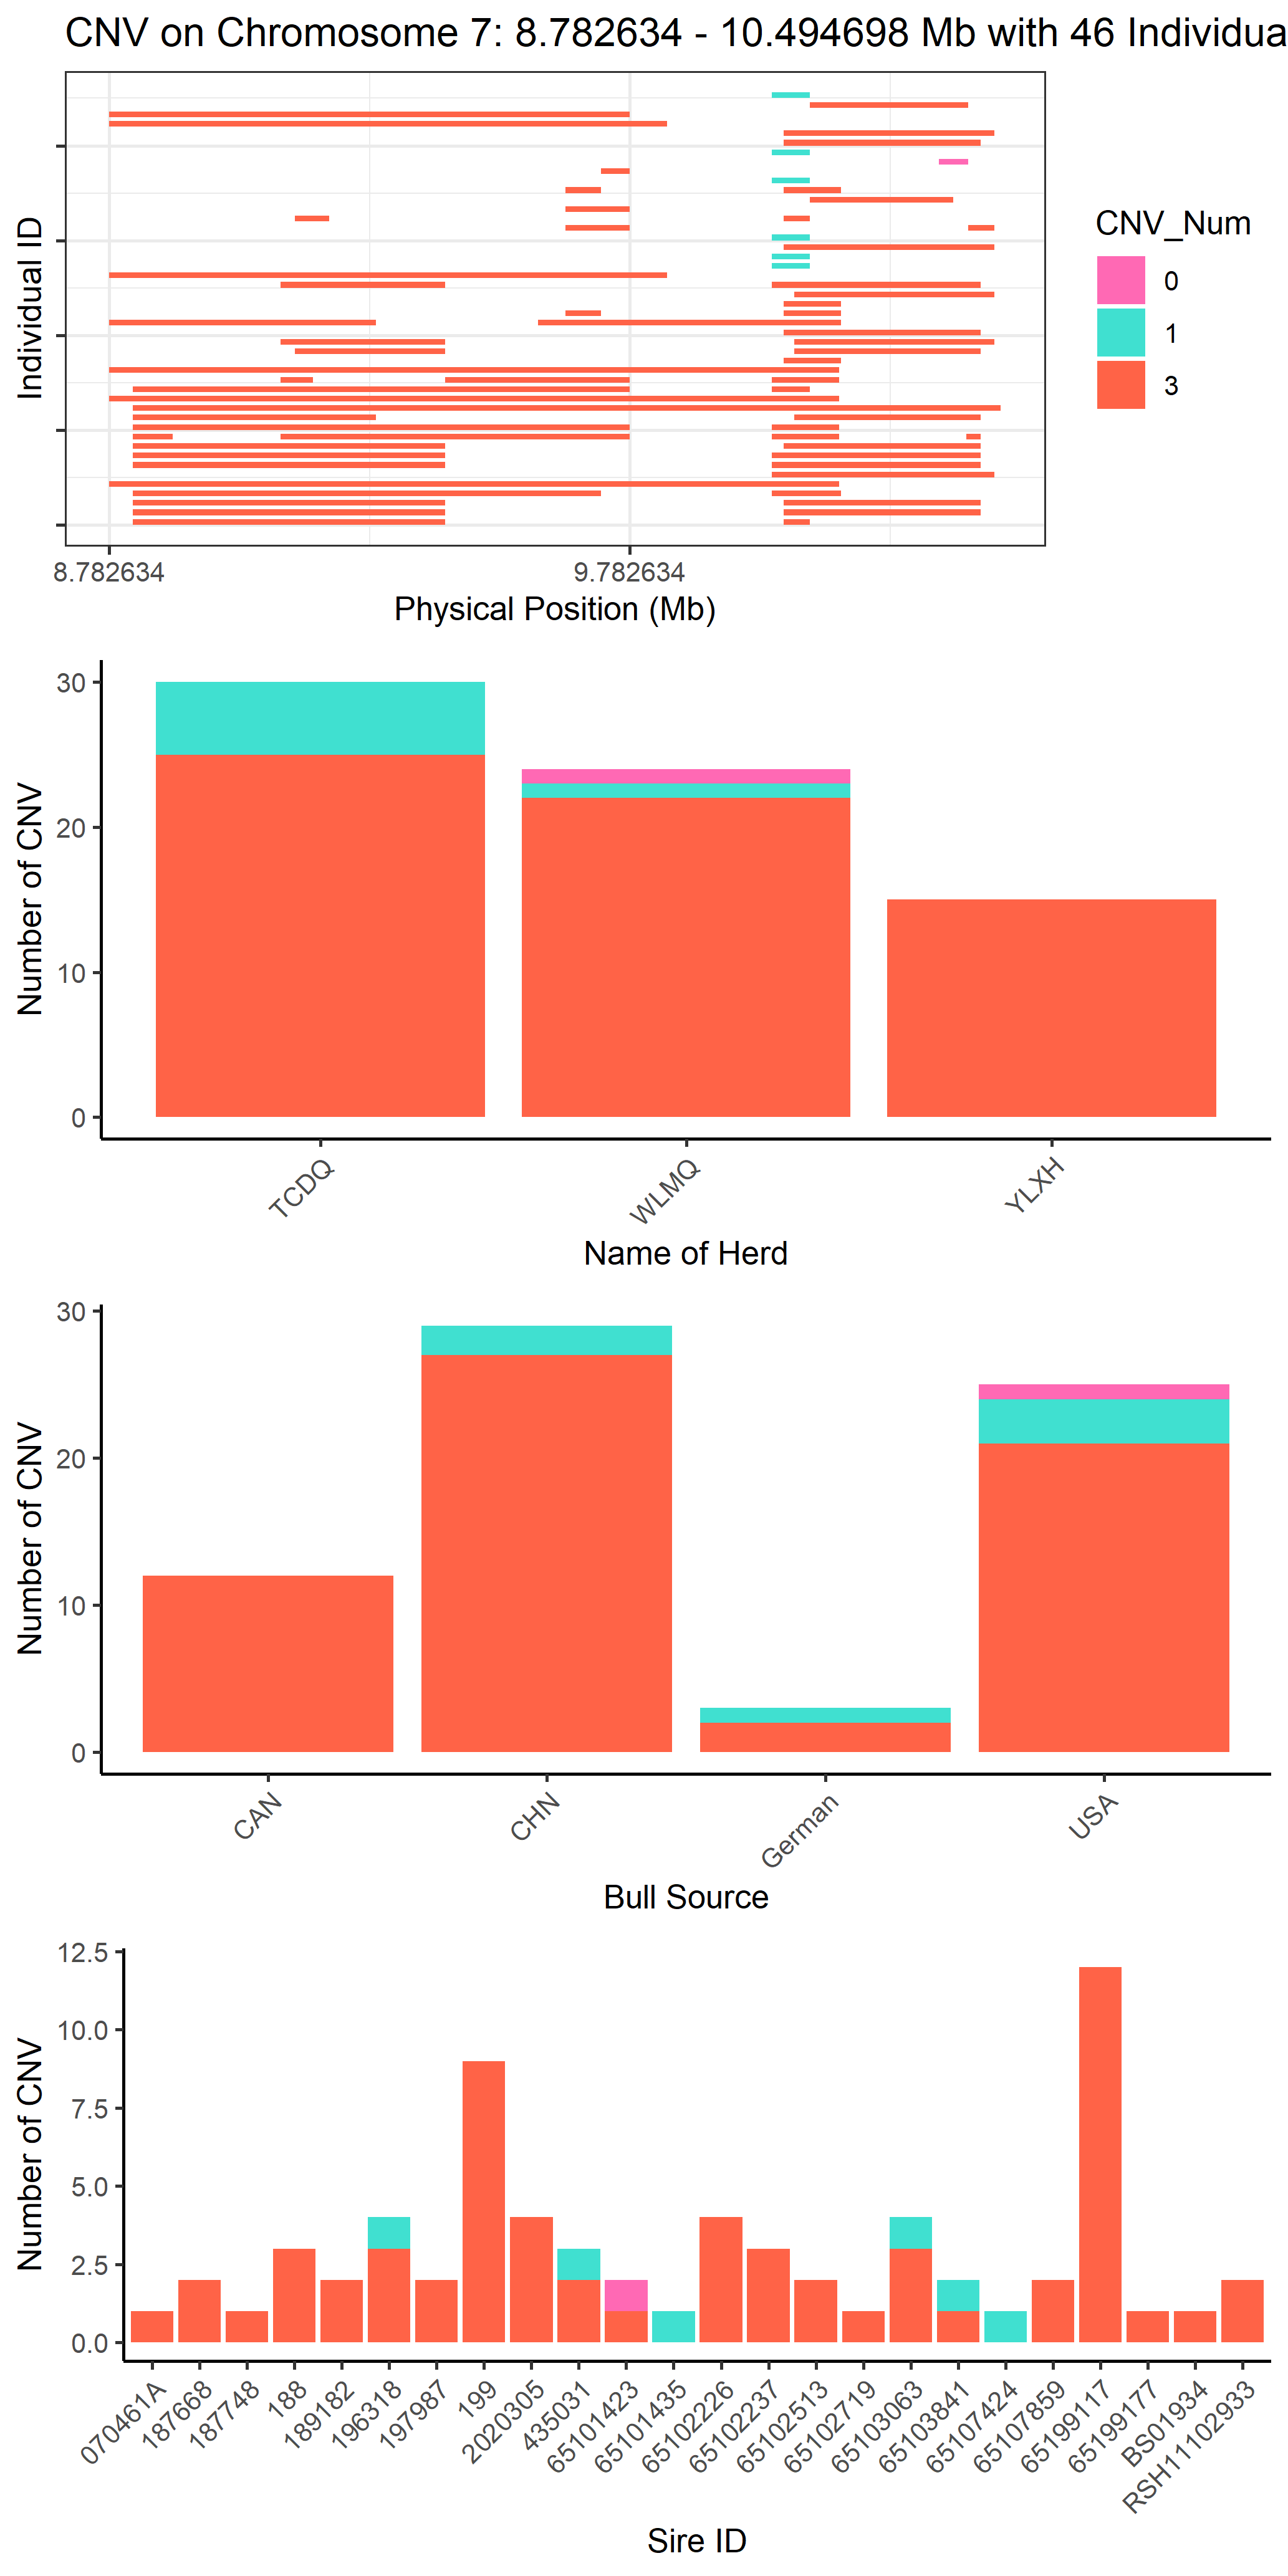 CNV on Chromosome 7: 8.782634 - 10.494698 Mb with 46 Individua
Individual ID
8.782634
9.782634
Physical Position (Mb)
CNV_Num
0
1
3
Number of CNV
30
20
10
0
TCDQ
WLMQ
YLXH
Name of Herd
Number of CNV
30
20
10
0
CAN
CHN
German
USA
Bull Source
Number of CNV
12.5
10.0
7.5
5.0
2.5
0.0
070461A
187668
187748
188
189182
196318
197987
199
2020305
435031
65101423
65101435
65102226
65102237
65102513
65102719
65103063
65103841
65107424
65107859
65199117
65199177
BS01934
RSH11102933
Sire ID